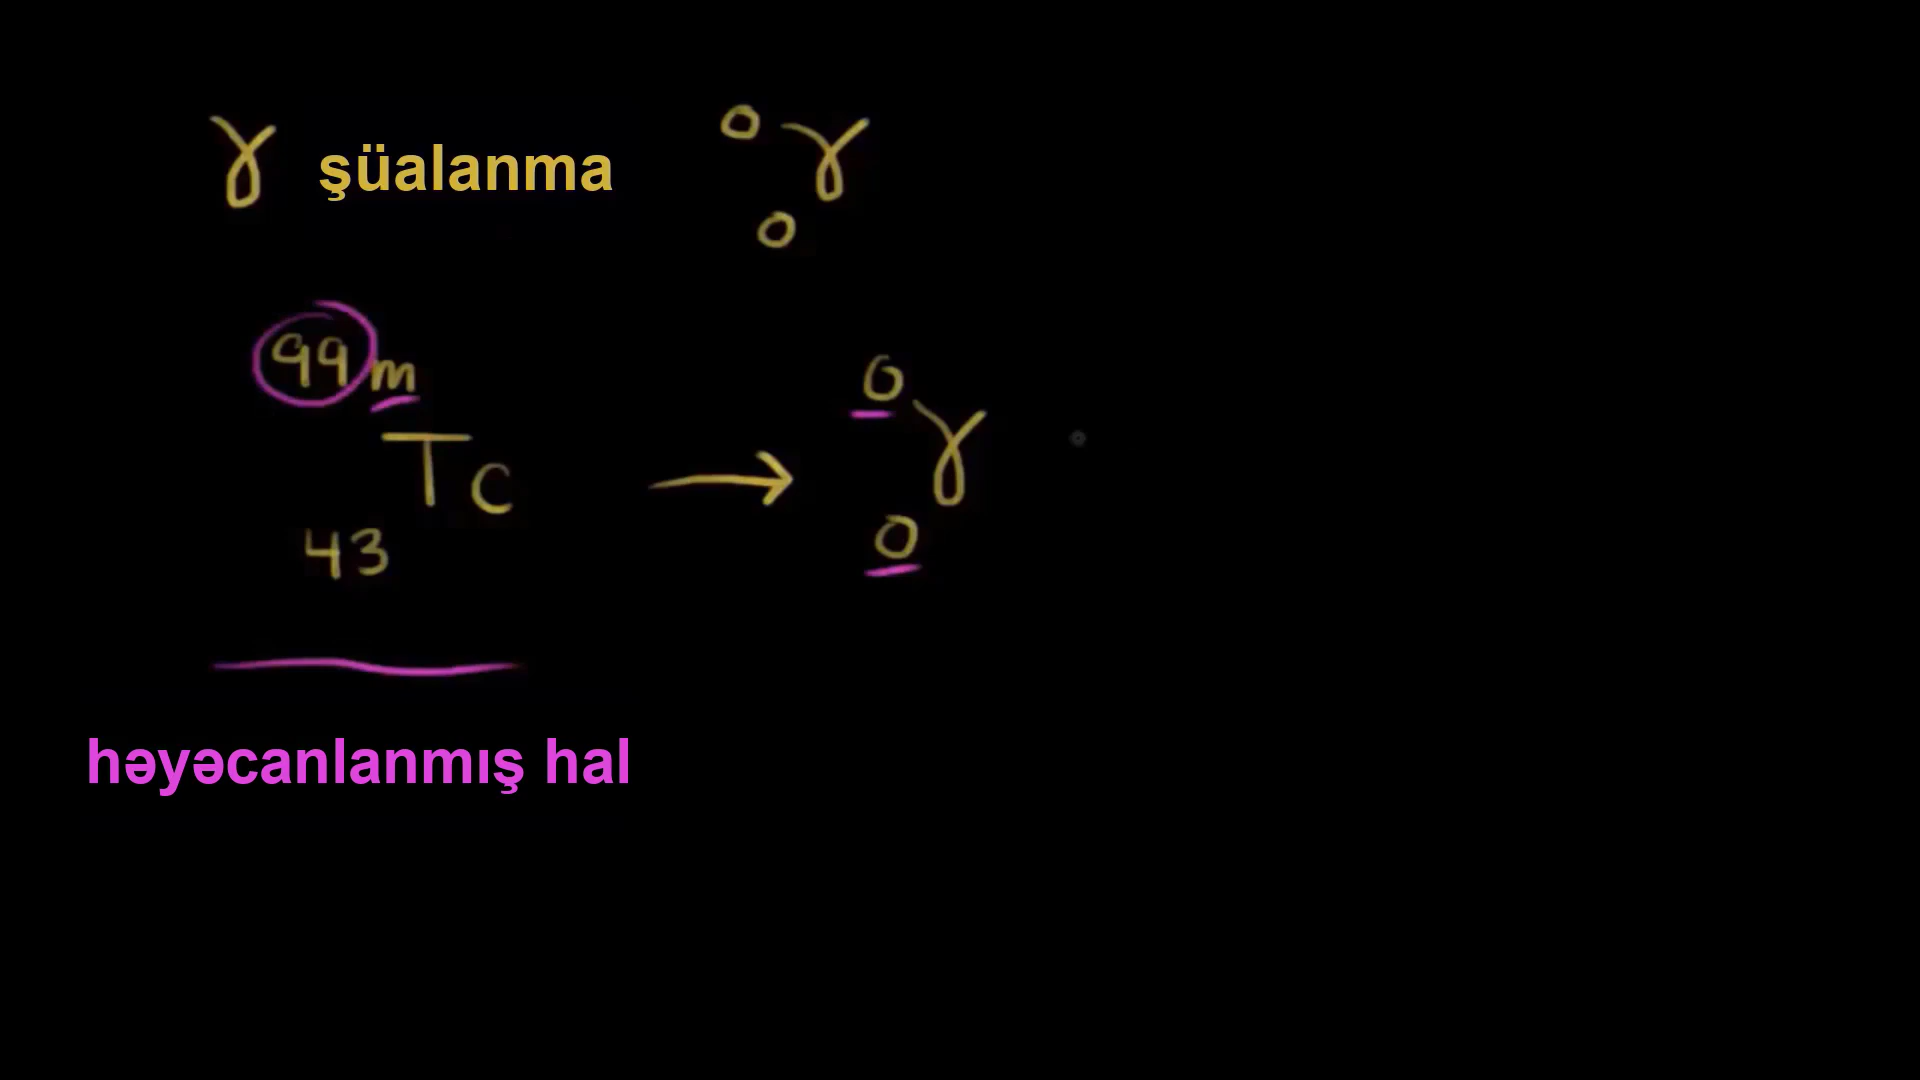 γ şüalanma 0 γ 0
99m Tc 43 → 0 γ 0
həyəcanlanmış hal